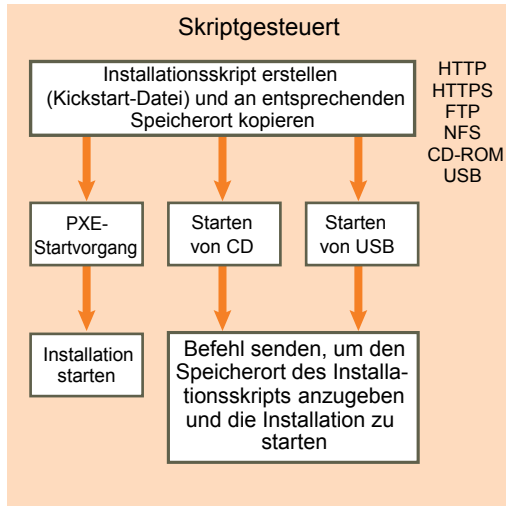 Skriptgesteuert
Installationsskript erstellen
(Kickstart-Datei) und an entsprechenden
Speicherort kopieren
HTTP
HTTPS
FTP
NFS
CD-ROM
USB
PXE-
Startvorgang
Starten
von CD
Starten
von USB
Installation
starten
Befehl senden, um den
Speicherort des Installa-
tionsskripts anzugeben
und die Installation zu
starten